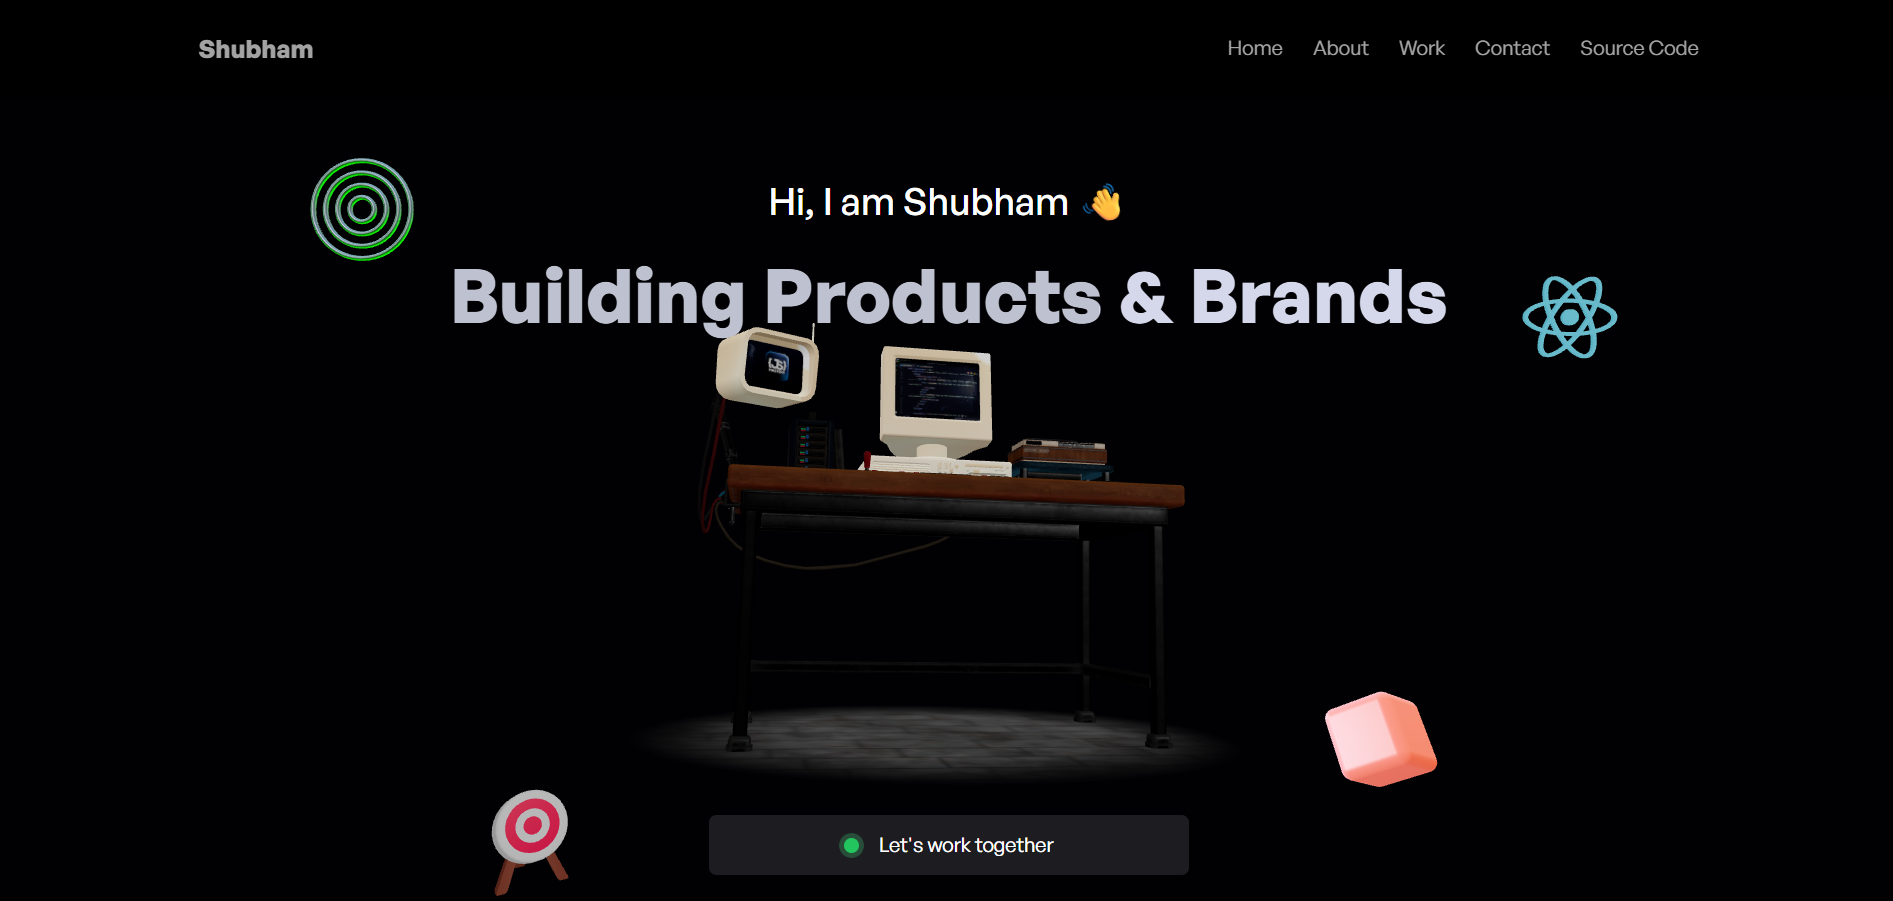 Shubham
Home About Work Contact Source Code
Hi, I am Shubham 👋
Building Products & Brands
Let's work together